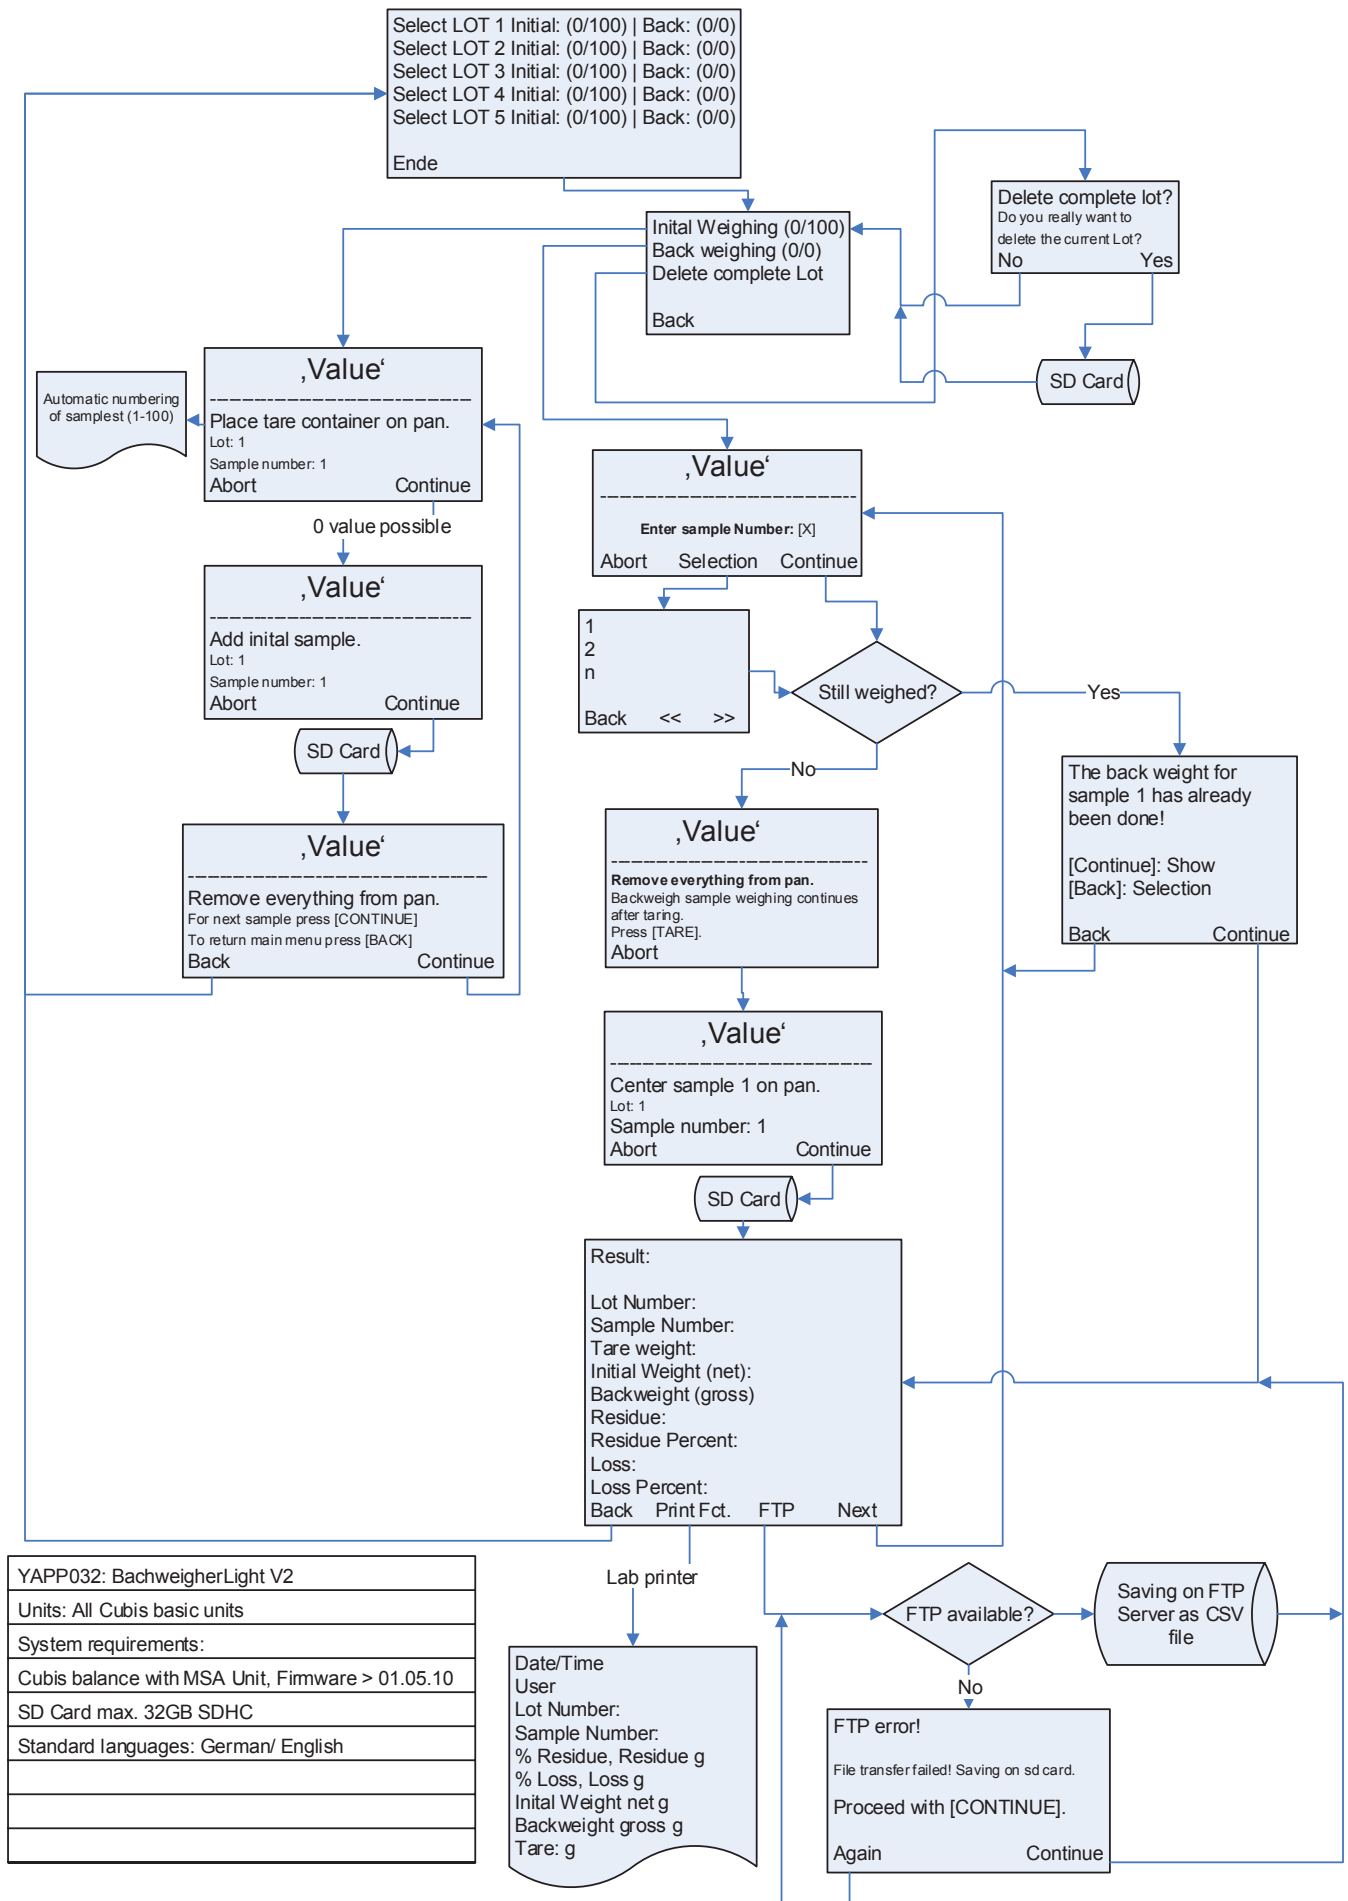 Select LOT 1 Initial: (0/100) | Back: (0/0)
Select LOT 2 Initial: (0/100) | Back: (0/0)
Select LOT 3 Initial: (0/100) | Back: (0/0)
Select LOT 4 Initial: (0/100) | Back: (0/0)
Select LOT 5 Initial: (0/100) | Back: (0/0)
Ende
Delete complete lot?
Do you really want to
delete the current Lot?
No Yes
Inital Weighing (0/100)
Back weighing (0/0)
Delete complete Lot
Back
SD Card
‚Value‘
Place tare container on pan.
Lot: 1
Sample number: 1
Abort Continue
Automatic numbering
of samplest (1-100)
0 value possible
‚Value‘
Add inital sample.
Lot: 1
Sample number: 1
Abort Continue
SD Card
‚Value‘
Remove everything from pan.
For next sample press [CONTINUE]
To return main menu press [BACK]
Back Continue
‚Value‘
Enter sample Number: [X]
Abort Selection Continue
1
2
n
Back << >>
Still weighed?
Yes
No
The back weight for
sample 1 has already
been done!
[Continue]: Show
[Back]: Selection
Back Continue
‚Value‘
Remove everything from pan.
Backweigh sample weighing continues
after taring.
Press [TARE].
Abort
‚Value‘
Center sample 1 on pan.
Lot: 1
Sample number: 1
Abort Continue
SD Card
Result:
Lot Number:
Sample Number:
Tare weight:
Initial Weight (net):
Backweight (gross)
Residue:
Residue Percent:
Loss:
Loss Percent:
Back Print Fct. FTP Next
Lab printer
Date/Time
User
Lot Number:
Sample Number:
% Residue, Residue g
% Loss, Loss g
Inital Weight net g
Backweight gross g
Tare: g
FTP available?
Saving on FTP
Server as CSV
file
No
FTP error!
File transfer failed! Saving on sd card.
Proceed with [CONTINUE].
Again Continue
YAPP032: BachweigherLight V2
Units: All Cubis basic units
System requirements:
Cubis balance with MSA Unit, Firmware > 01.05.10
SD Card max. 32GB SDHC
Standard languages: German/ English